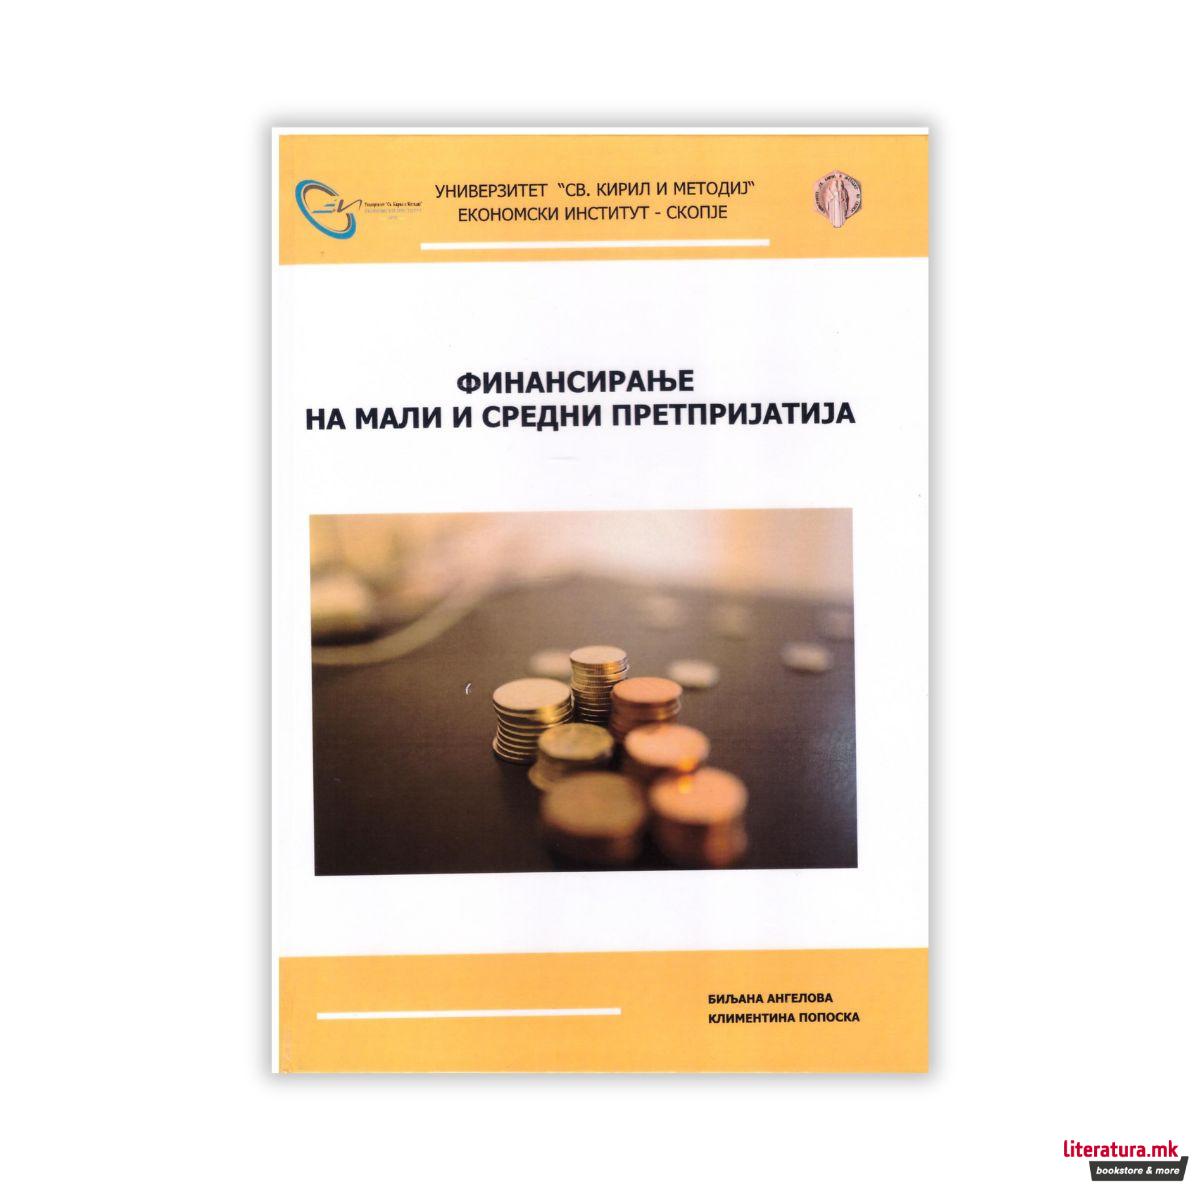 УНИВЕРЗИТЕТ "СВ. КИРИЛ И МЕТОДИЈ"
ЕКОНОМСКИ ИНСТИТУТ - СКОПЈЕ
ФИНАНСИРАЊЕ
НА МАЛИ И СРЕДНИ ПРЕТПРИЈАТИЈА
БИЉАНА АНГЕЛОВА
КЛИМЕНТИНА ПОПОСКА
literatura.mk
bookstore & more